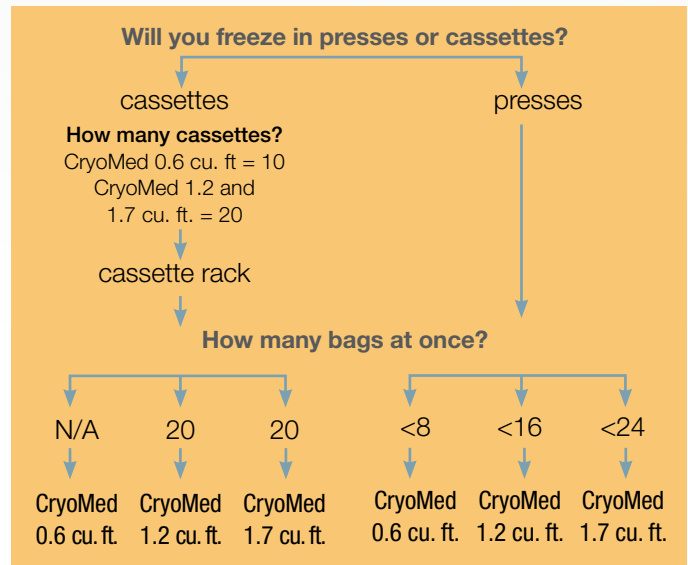 Will you freeze in presses or cassettes?
cassettes
presses
How many cassettes?
CryoMed 0.6 cu. ft = 10
CryoMed 1.2 and
1.7 cu. ft. = 20
cassette rack
How many bags at once?
N/A 20 20 <8 <16 <24
CryoMed CryoMed CryoMed CryoMed CryoMed CryoMed
0.6 cu. ft. 1.2 cu. ft. 1.7 cu. ft. 0.6 cu. ft. 1.2 cu. ft. 1.7 cu. ft.